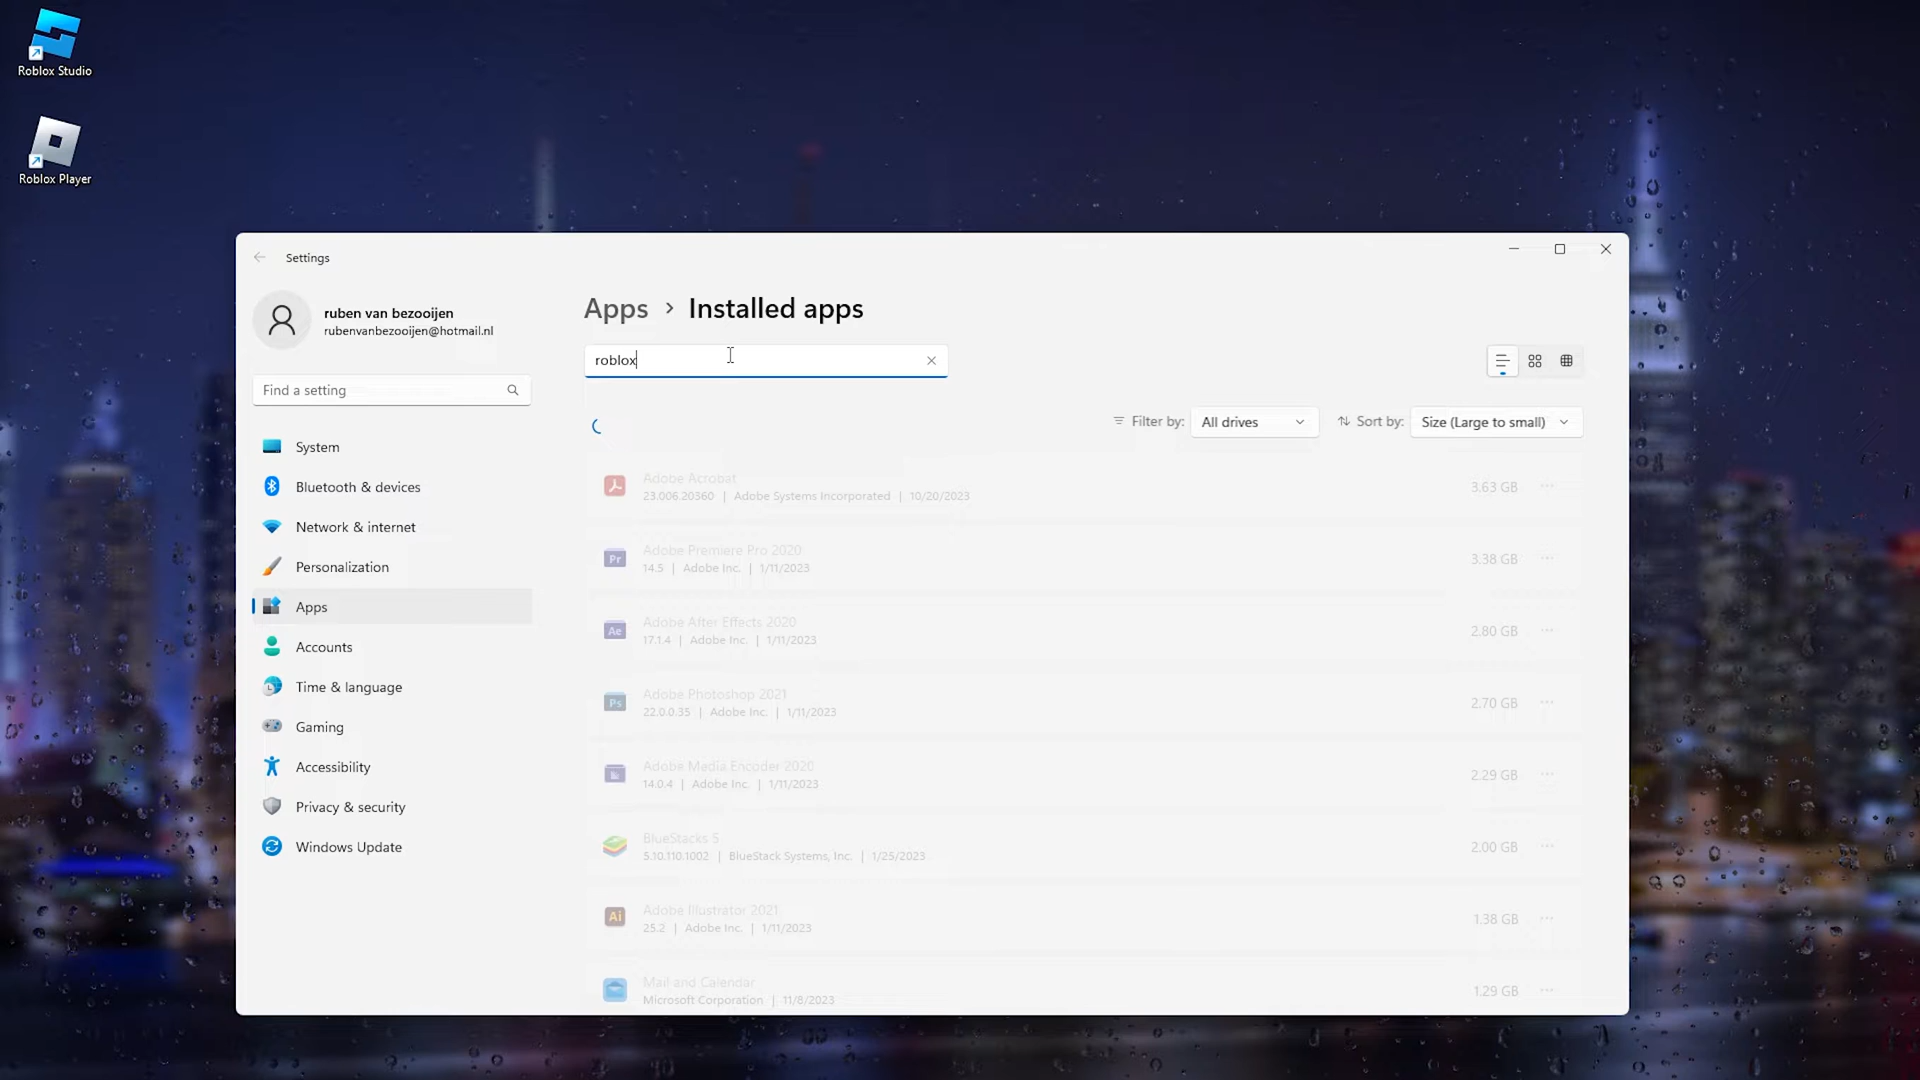 Roblox Studio
Roblox Player
Settings
ruben van bezooijen
rubenvanbezooijen@hotmail.nl
Find a setting
System
Bluetooth & devices
Network & internet
Personalization
Apps
Accounts
Time & language
Gaming
Accessibility
Privacy & security
Windows Update
Apps > Installed apps
roblox
Filter by: All drives Sort by: Size (Large to small)
Adobe Acrobat
23.006.20360 | Adobe Systems Incorporated | 10/20/2023
3.63 GB
Adobe Premiere Pro 2020
14.5 | Adobe Inc. | 1/11/2023
3.38 GB
Adobe After Effects 2020
17.1.4 | Adobe Inc. | 1/11/2023
2.80 GB
Adobe Photoshop 2021
22.0.0.35 | Adobe Inc. | 1/11/2023
2.70 GB
Adobe Media Encoder 2020
14.0.4 | Adobe Inc. | 1/11/2023
2.29 GB
BlueStacks 5
5.10.110.1002 | BlueStack Systems, Inc. | 1/25/2023
2.00 GB
Adobe Illustrator 2021
25.2 | Adobe Inc. | 1/11/2023
1.38 GB
Mail and Calendar
Microsoft Corporation | 11/8/2023
1.29 GB
Pr
Ae
Ps
Ai